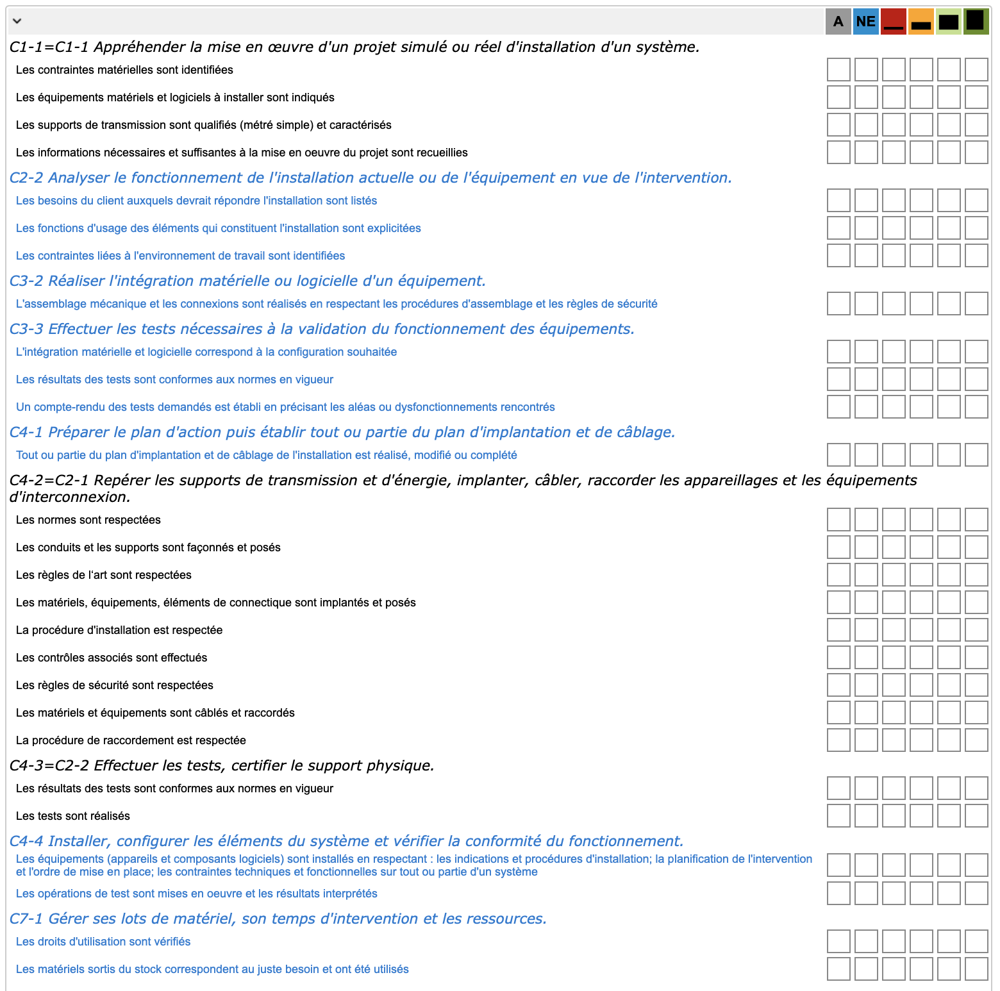 A NE
C1-1=C1-1 Appréhender la mise en œuvre d'un projet simulé ou réel d'installation d'un système.
Les contraintes matérielles sont identifiées
Les équipements matériels et logiciels à installer sont indiqués
Les supports de transmission sont qualifiés (métré simple) et caractérisés
Les informations nécessaires et suffisantes à la mise en oeuvre du projet sont recueillies
C2-2 Analyser le fonctionnement de l'installation actuelle ou de l'équipement en vue de l'intervention.
Les besoins du client auxquels devrait répondre l'installation sont listés
Les fonctions d'usage des éléments qui constituent l'installation sont explicitées
Les contraintes liées à l'environnement de travail sont identifiées
C3-2 Réaliser l'intégration matérielle ou logicielle d'un équipement.
L'assemblage mécanique et les connexions sont réalisés en respectant les procédures d'assemblage et les règles de sécurité
C3-3 Effectuer les tests nécessaires à la validation du fonctionnement des équipements.
L'intégration matérielle et logicielle correspond à la configuration souhaitée
Les résultats des tests sont conformes aux normes en vigueur
Un compte-rendu des tests demandés est établi en précisant les aléas ou dysfonctionnements rencontrés
C4-1 Préparer le plan d'action puis établir tout ou partie du plan d'implantation et de câblage.
Tout ou partie du plan d'implantation et de câblage de l'installation est réalisé, modifié ou complété
C4-2=C2-1 Repérer les supports de transmission et d'énergie, implanter, câbler, raccorder les appareillages et les équipements
d'interconnexion.
Les normes sont respectées
Les conduits et les supports sont façonnés et posés
Les règles de l‘art sont respectées
Les matériels, équipements, éléments de connectique sont implantés et posés
La procédure d'installation est respectée
Les contrôles associés sont effectués
Les règles de sécurité sont respectées
Les matériels et équipements sont câblés et raccordés
La procédure de raccordement est respectée
C4-3=C2-2 Effectuer les tests, certifier le support physique.
Les résultats des tests sont conformes aux normes en vigueur
Les tests sont réalisés
C4-4 Installer, configurer les éléments du système et vérifier la conformité du fonctionnement.
Les équipements (appareils et composants logiciels) sont installés en respectant : les indications et procédures d'installation; la planification de l'intervention
et l'ordre de mise en place; les contraintes techniques et fonctionnelles sur tout ou partie d'un système
Les opérations de test sont mises en oeuvre et les résultats interprétés
C7-1 Gérer ses lots de matériel, son temps d'intervention et les ressources.
Les droits d'utilisation sont vérifiés
Les matériels sortis du stock correspondent au juste besoin et ont été utilisés